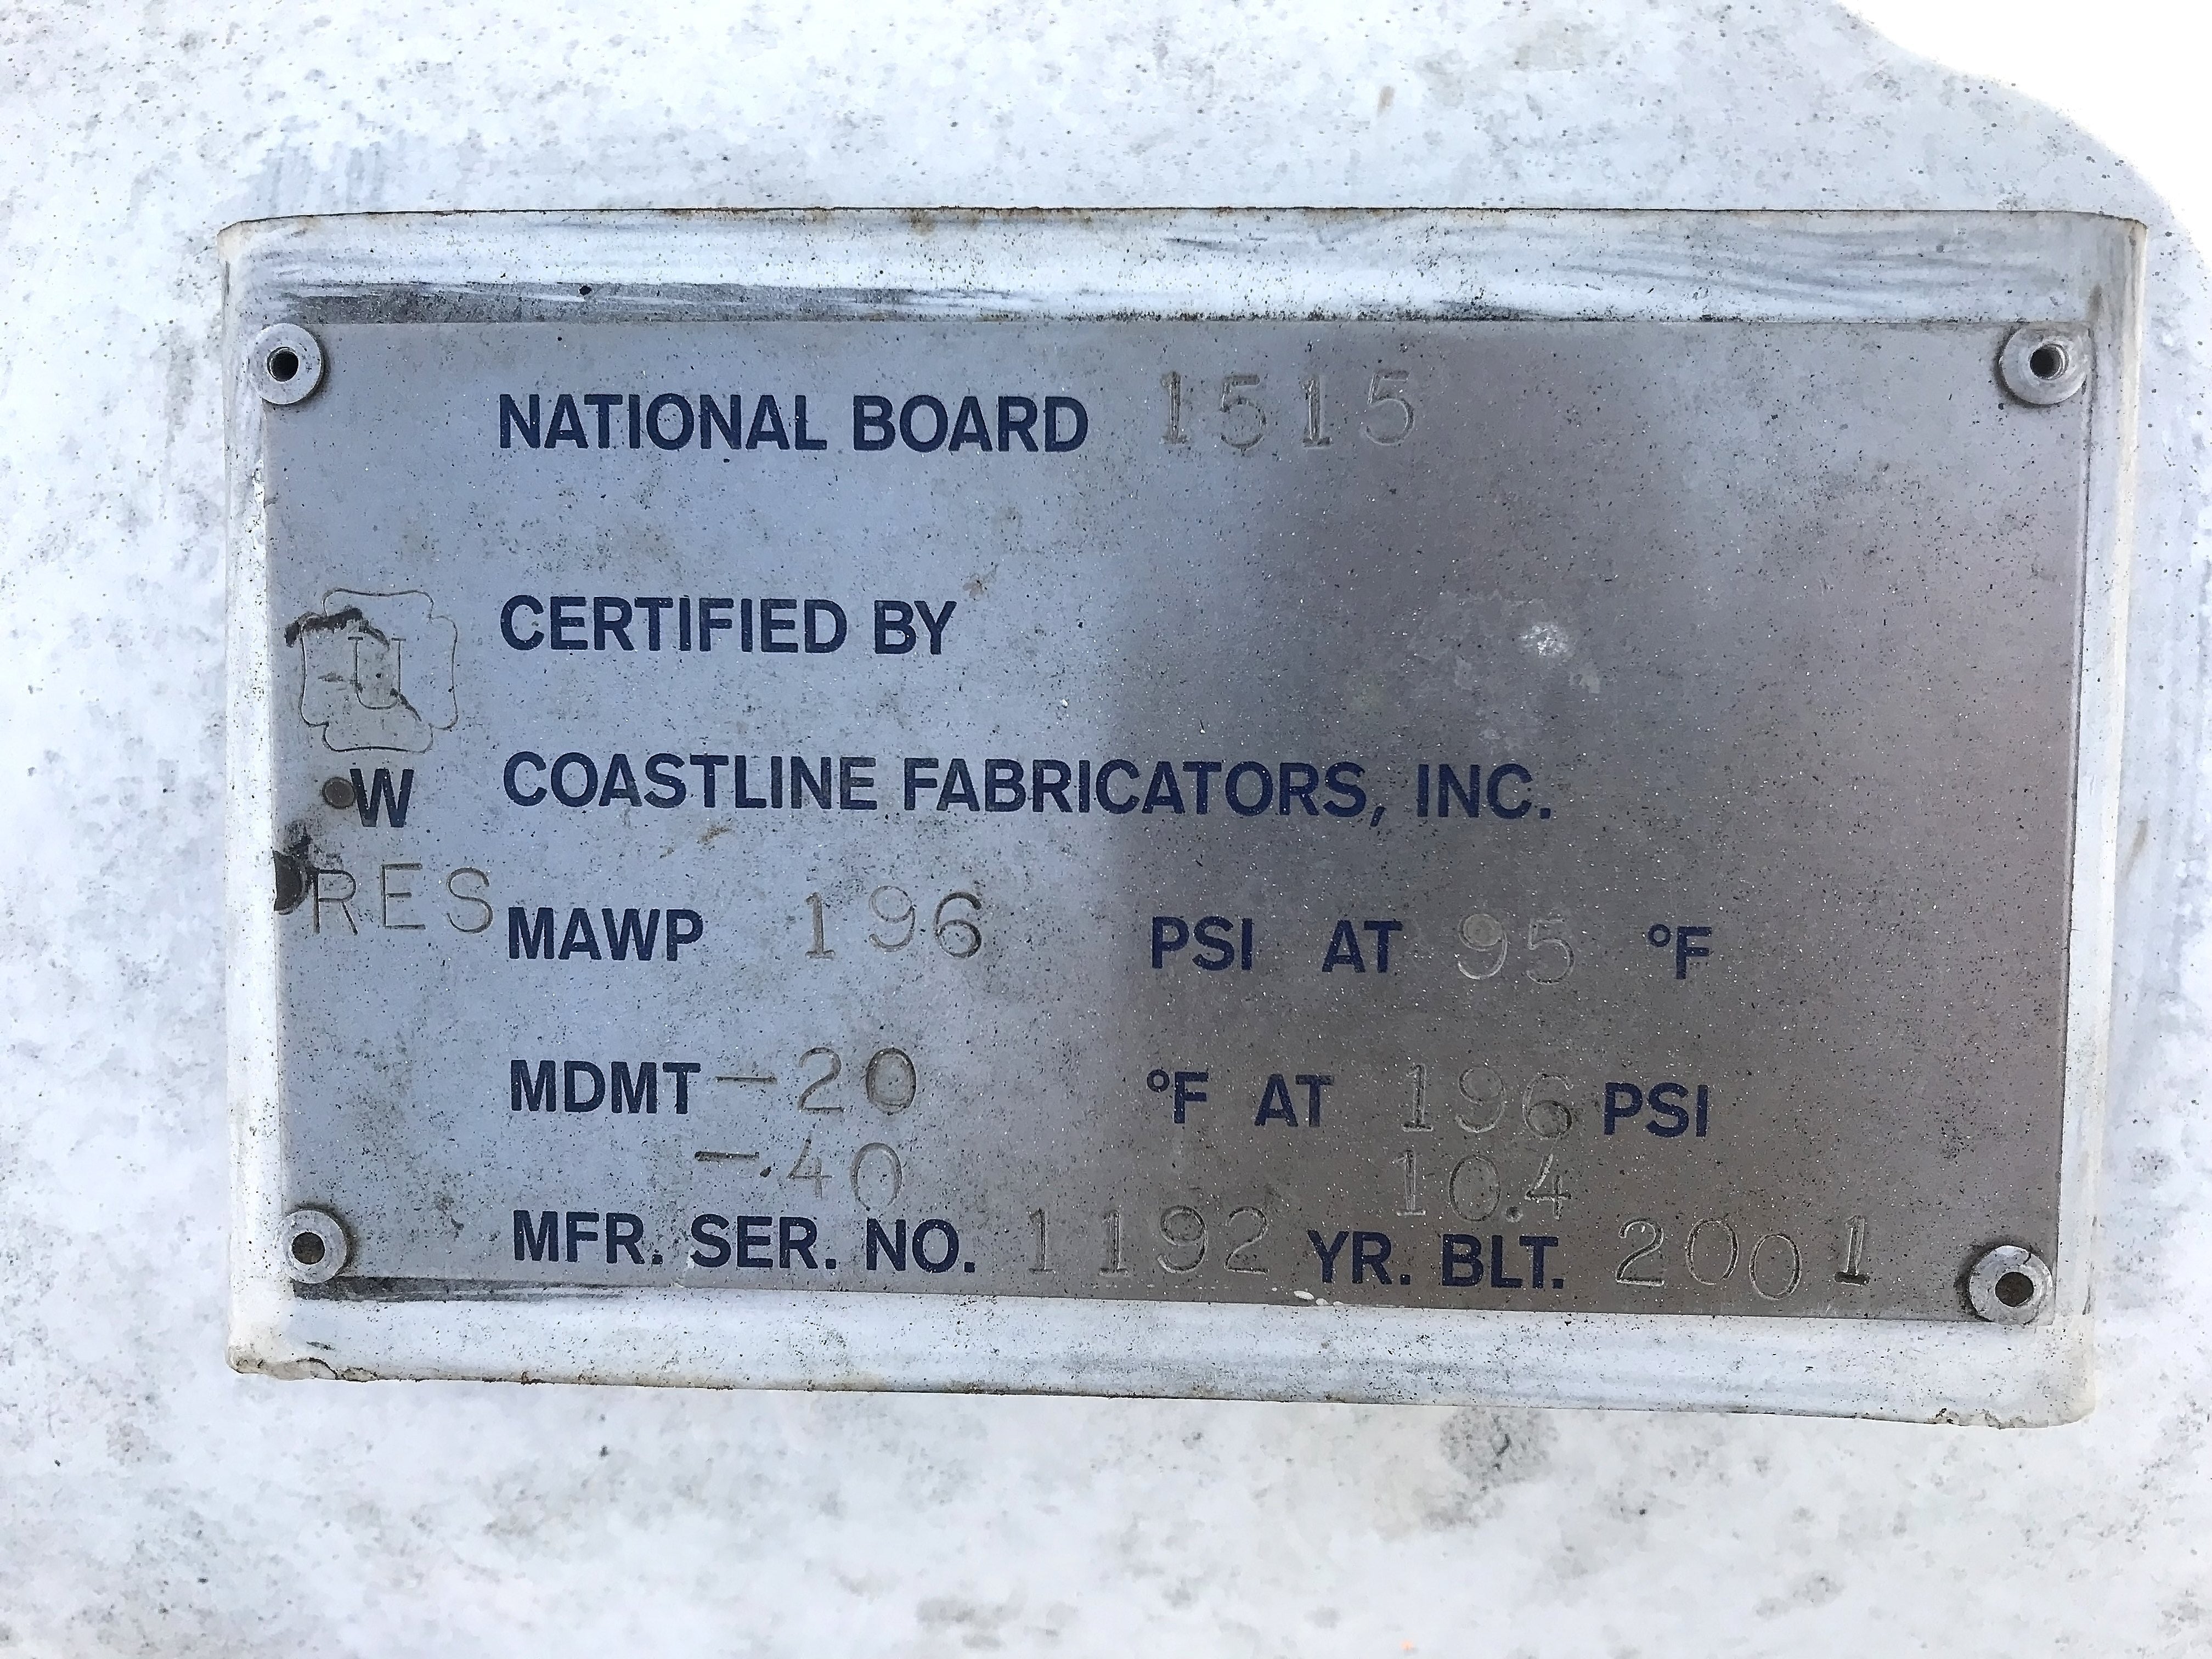 NATIONAL BOARD 1515
U
CERTIFIED BY
W COASTLINE FABRICATORS, INC.
RES
MAWP 196 PSI AT 95 °F
MDMT -20 °F AT 196 PSI
-40 10.4
MFR. SER. NO. 1192 YR. BLT. 2001